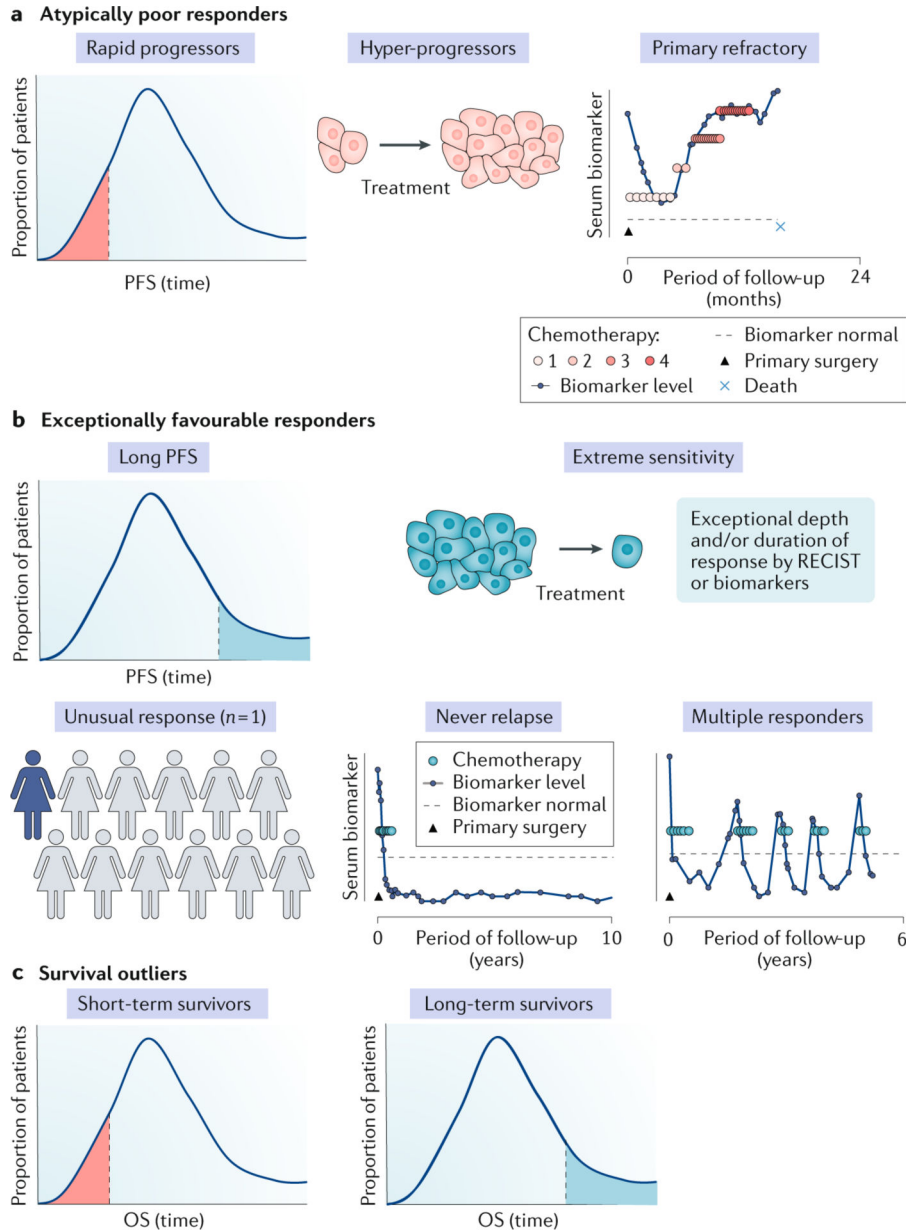 a Atypically poor responders
Rapid progressors
Proportion of patients
PFS (time)
Hyper-progressors
Treatment
Primary refractory
Serum biomarker
0
24
Period of follow-up
(months)
Chemotherapy:
1 2 3 4
Biomarker level
Biomarker normal
Primary surgery
Death
b Exceptionally favourable responders
Long PFS
Proportion of patients
PFS (time)
Extreme sensitivity
Treatment
Exceptional depth
and/or duration of
response by RECIST
or biomarkers
Unusual response (n=1)
Never relapse
Serum biomarker
Chemotherapy
Biomarker level
Biomarker normal
Primary surgery
0
10
Period of follow-up
(years)
Multiple responders
0
6
Period of follow-up
(years)
c Survival outliers
Short-term survivors
Proportion of patients
OS (time)
Long-term survivors
Proportion of patients
OS (time)